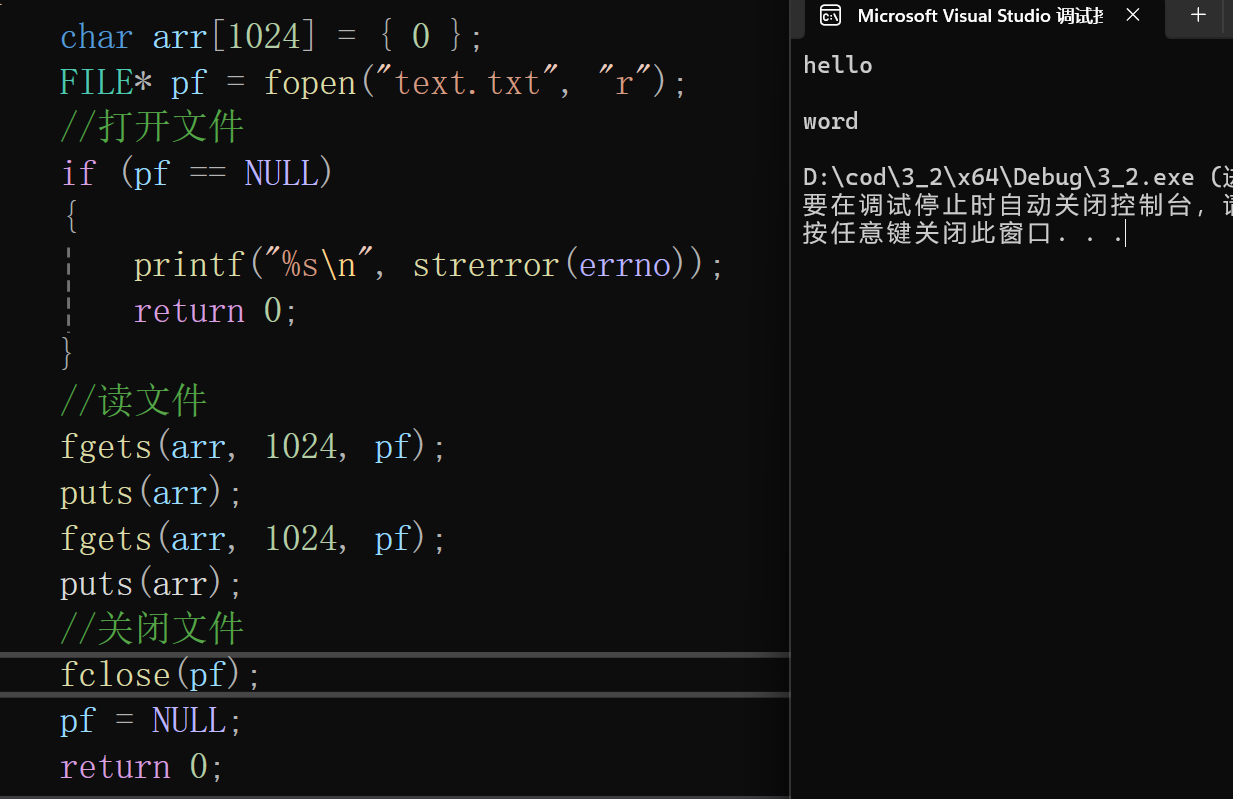 char arr[1024] = { 0 };
FILE* pf = fopen("text.txt", "r");
//打开文件
if (pf == NULL)
{
printf("%s\n", strerror(errno));
return 0;
}
//读文件
fgets(arr, 1024, pf);
puts(arr);
fgets(arr, 1024, pf);
puts(arr);
//关闭文件
fclose(pf);
pf = NULL;
return 0;
Microsoft Visual Studio 调试
hello
word
D:\cod\3_2\x64\Debug\3_2.exe (
要在调试停止时自动关闭控制台,
按任意键关闭此窗口. . .